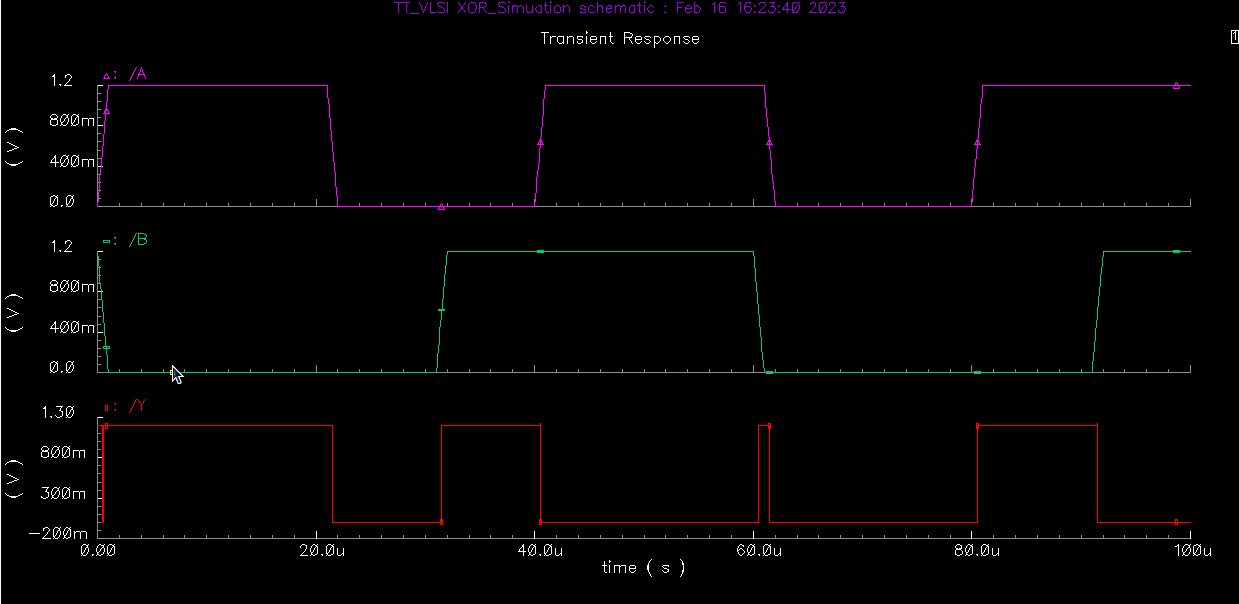 TT_VLSI XOR_Simuation schematic : Feb 16 16:23:40 2023
Transient Response
1
: /A
1.2
800m
400m
0.0
(V)
: /B
1.2
800m
400m
0.0
(V)
: /Y
1.30
800m
300m
-200m
(V)
0.00 20.0u 40.0u 60.0u 80.0u 100u
time ( s )